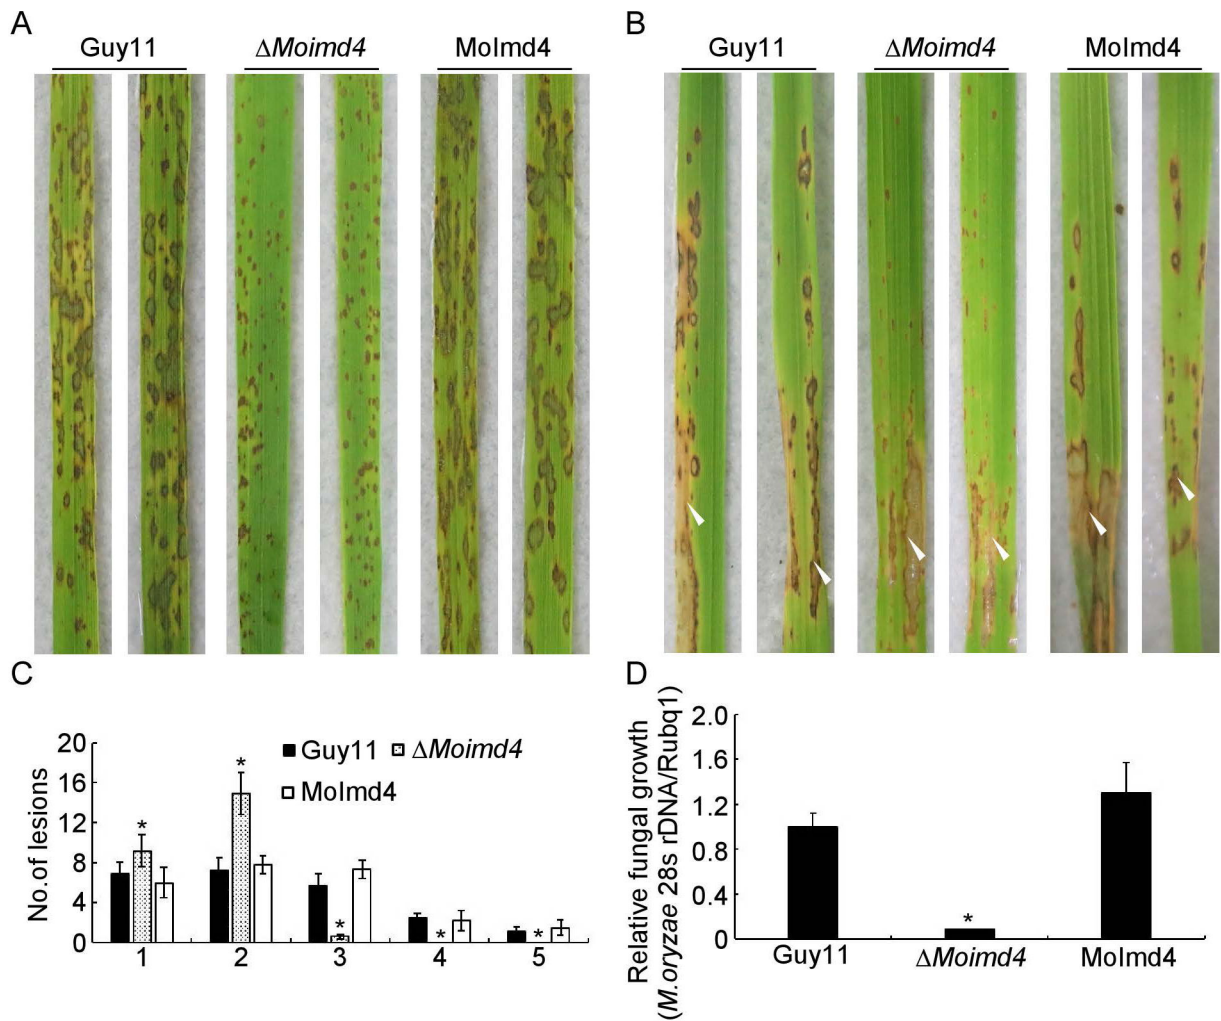 A
B
Guy11 ΔMoimd4 MoImd4
Guy11 ΔMoimd4 MoImd4
C
D
20
16
12
8
4
0
No.of lesions
Guy11 ΔMoimd4
MoImd4
*
*
*
*
*
1 2 3 4 5
Relative fungal growth
(M.oryzae 28s rDNA/Rubq1)
2.0
1.6
1.2
0.8
0.4
0
*
Guy11 ΔMoimd4 MoImd4